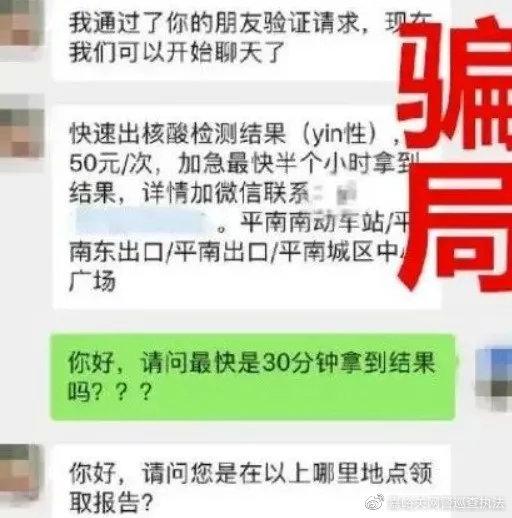 我通过了你的朋友验证请求，现在
我们可以开始聊天了
骗
局
快速出核酸检测结果（yin性），
50元/次，加急最快半个小时拿到
结果，详情加微信联系
。平南南动车站/平
南东出口/平南出口/平南城区中心
广场
你好，请问最快是30分钟拿到结果
吗？？？
你好，请问您是在以上哪里地点领
取报告？